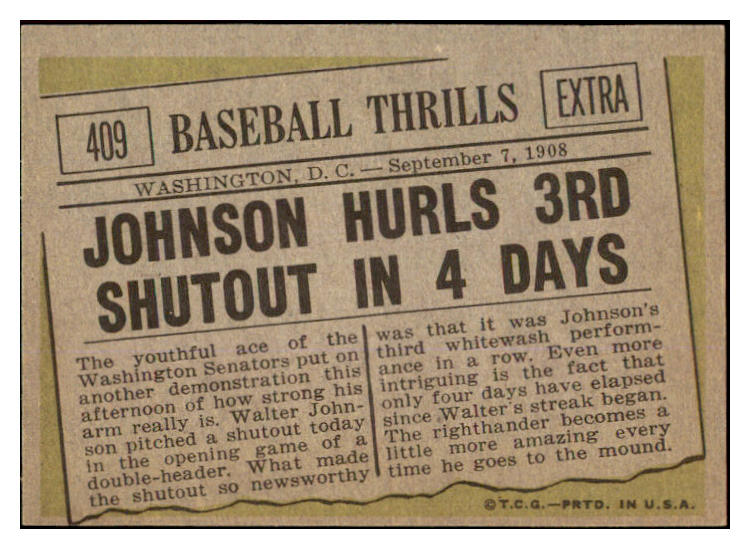 409
BASEBALL THRILLS
EXTRA
WASHINGTON, D. C. — September 7, 1908
JOHNSON HURLS 3RD
SHUTOUT IN 4 DAYS
The youthful ace of the
Washington Senators put on
another demonstration this
afternoon of how strong his
arm really is. Walter John-
son pitched a shutout today
in the opening game of a
double-header. What made
the shutout so newsworthy
was that it was Johnson's
third whitewash perform-
ance in a row. Even more
intriguing is the fact that
only four days have elapsed
since Walter's streak began.
The righthander becomes a
little more amazing every
time he goes to the mound.
©T.C.G.—PRTD. IN U.S.A.